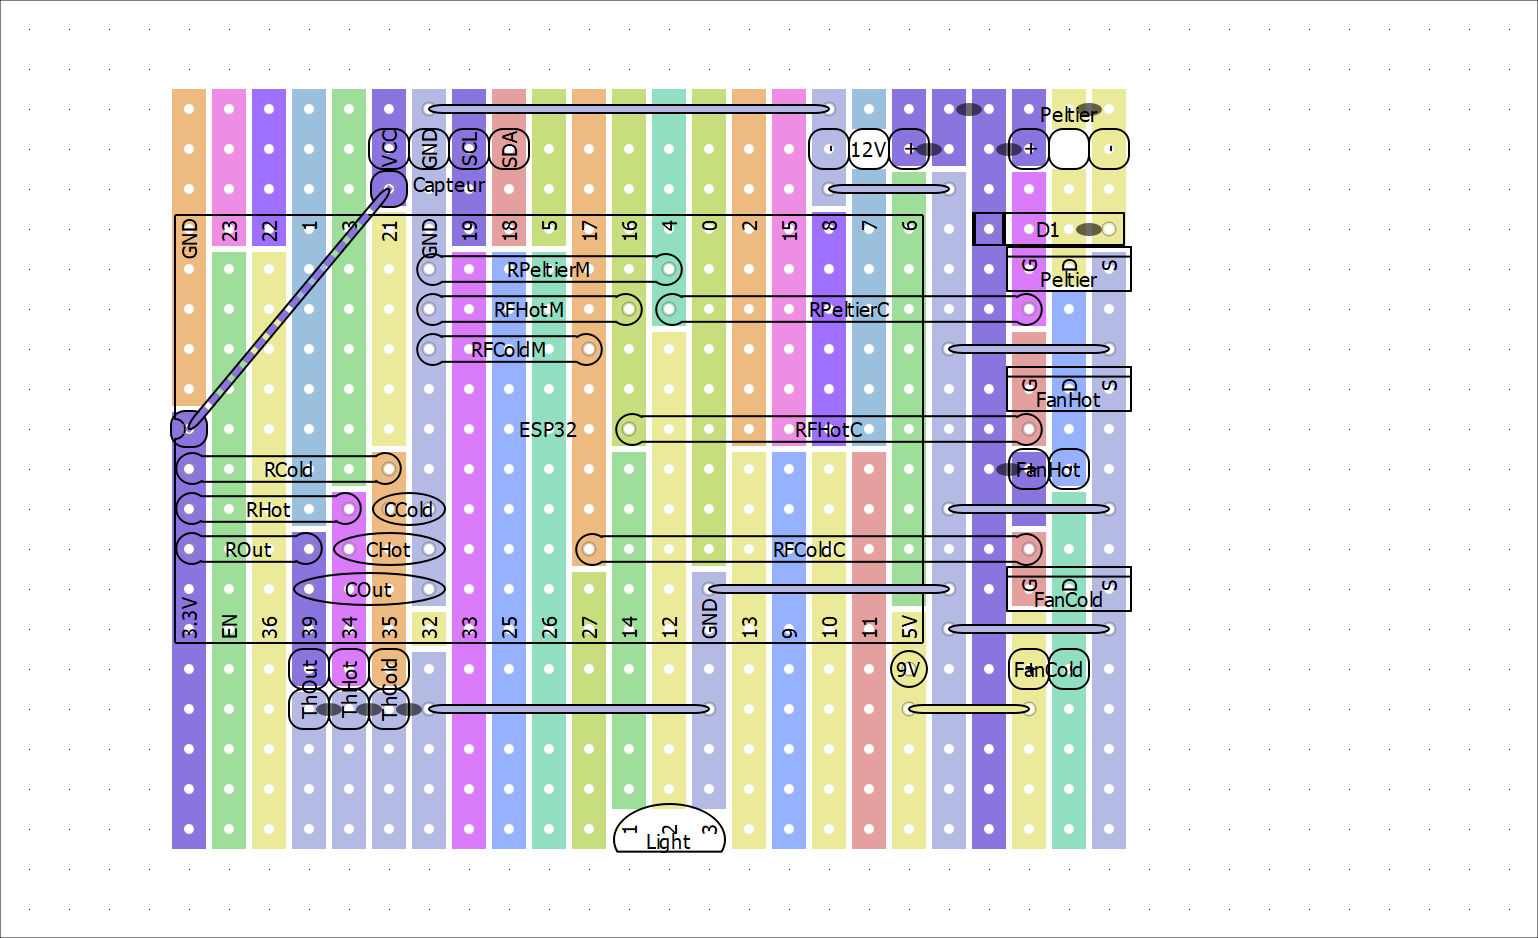 Peltier
VCC GND SCL SDA - 12V + + -
Capteur
GND 23 22 1 3 21 GND 19 18 5 17 16 4 0 2 15 8 7 6 D1
RPeltierM G D S
Peltier
RFHotM RPeltierC
RFColdM
G D S
FanHot
ESP32 RFHotC
RCold FanHot
RHot CCold
ROut CHot RFColdC
COut G D S
FanCold
3.3V EN 36 39 34 35 32 33 25 26 27 14 12 GND 13 9 10 11 5V
ThOut ThHot ThCold 9V FanCold
1 2 3
Light